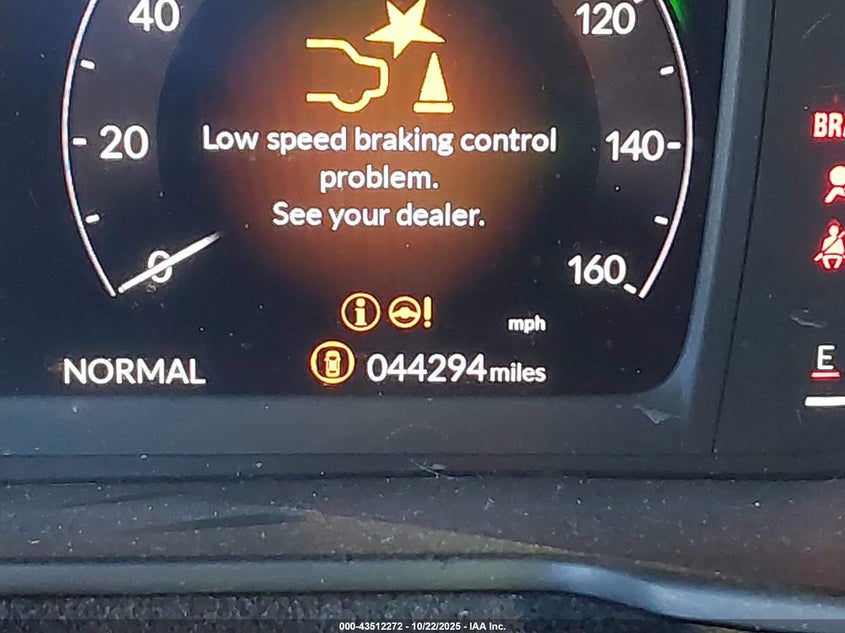 40
120
Low speed braking control
20
140
problem.
See your dealer.
0
160
mph
NORMAL
044294 miles
E
000-43512272 - 10/22/2025 - IAA Inc.